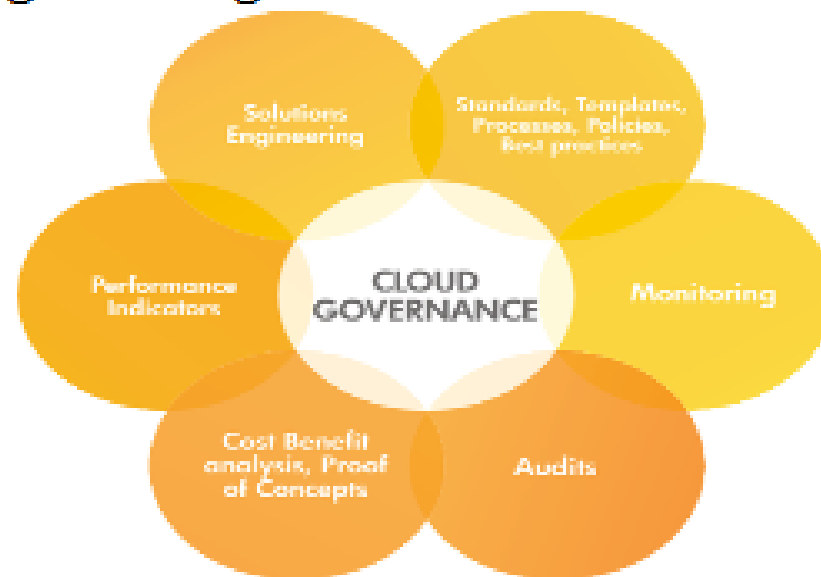 Solutions
Engineering
Standards, Templates,
Processes, Policies,
Best practices
Performance
Indicators
CLOUD
GOVERNANCE
Monitoring
Cost Benefit
analysis, Proof
of Concepts
Audits